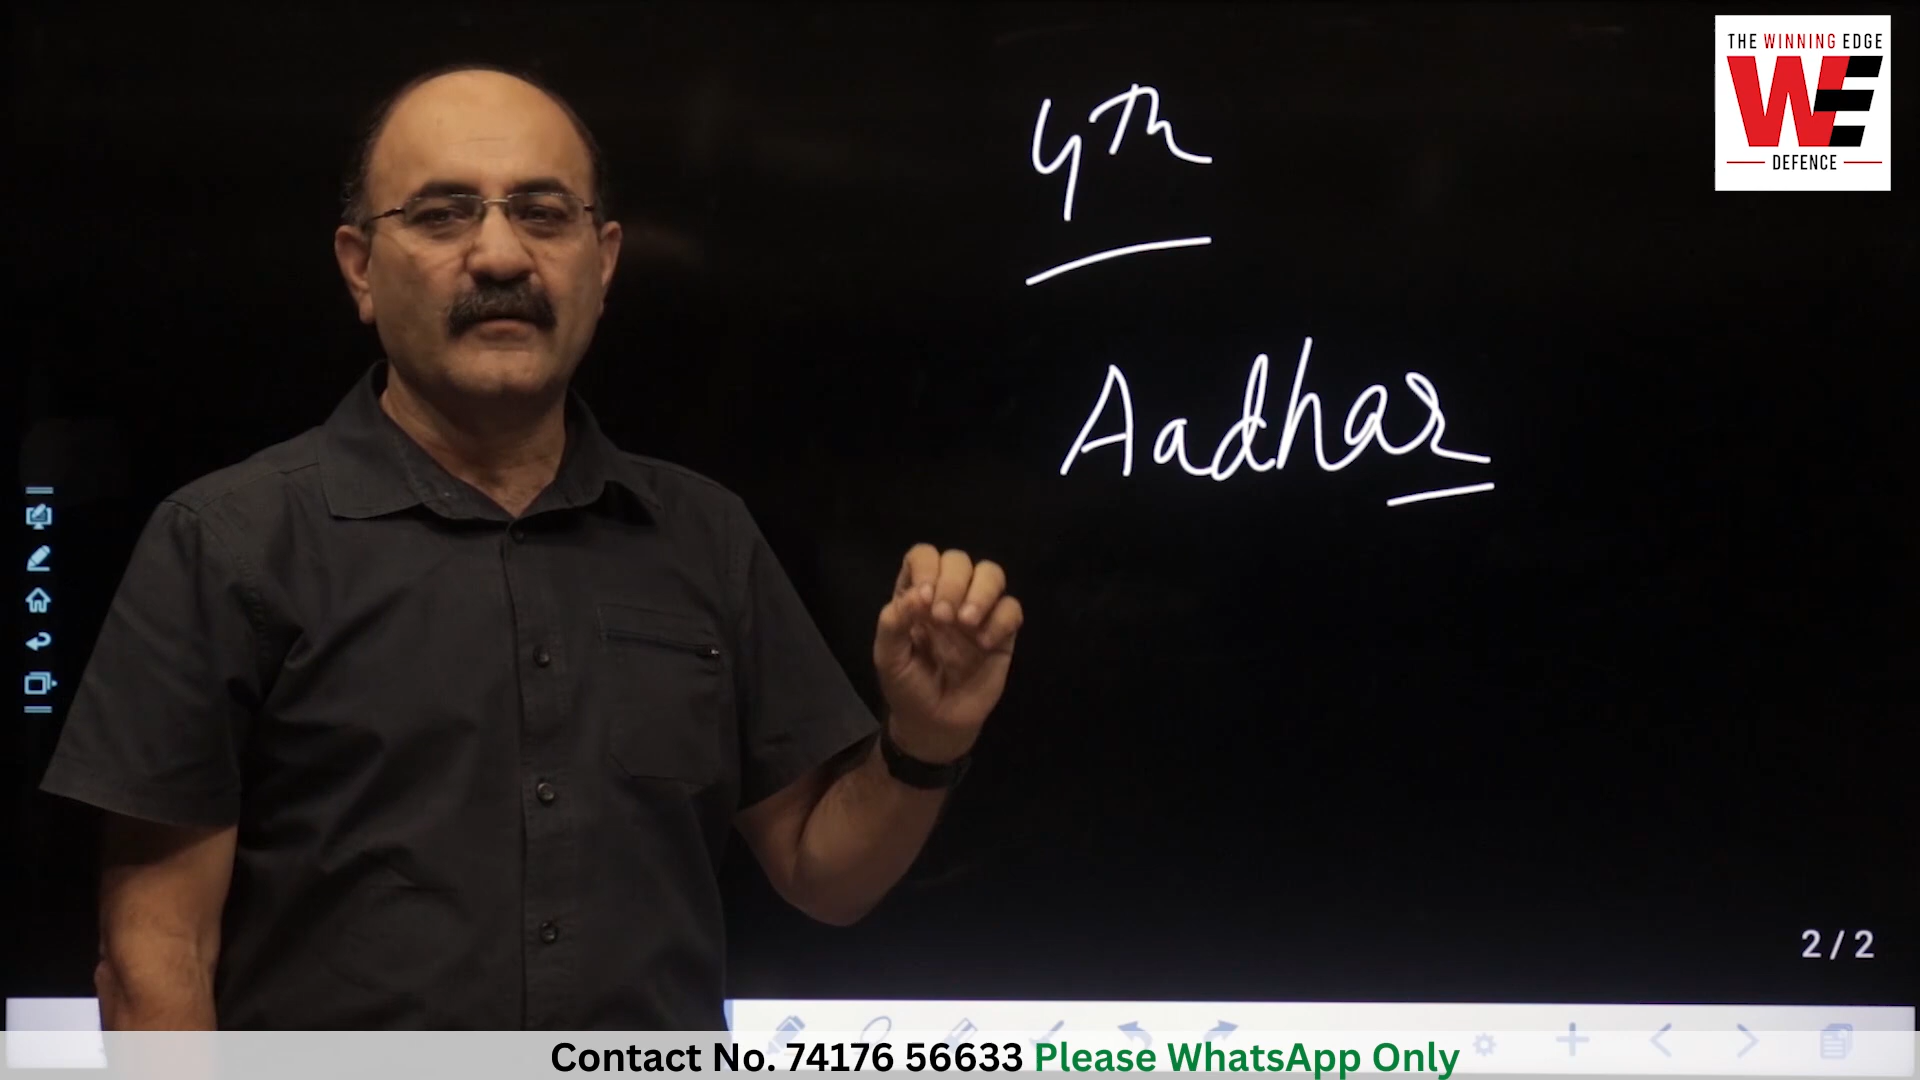 THE WINNING EDGE
WE
DEFENCE
4th
Aadhar
2 / 2
Contact No. 74176 56633 Please WhatsApp Only